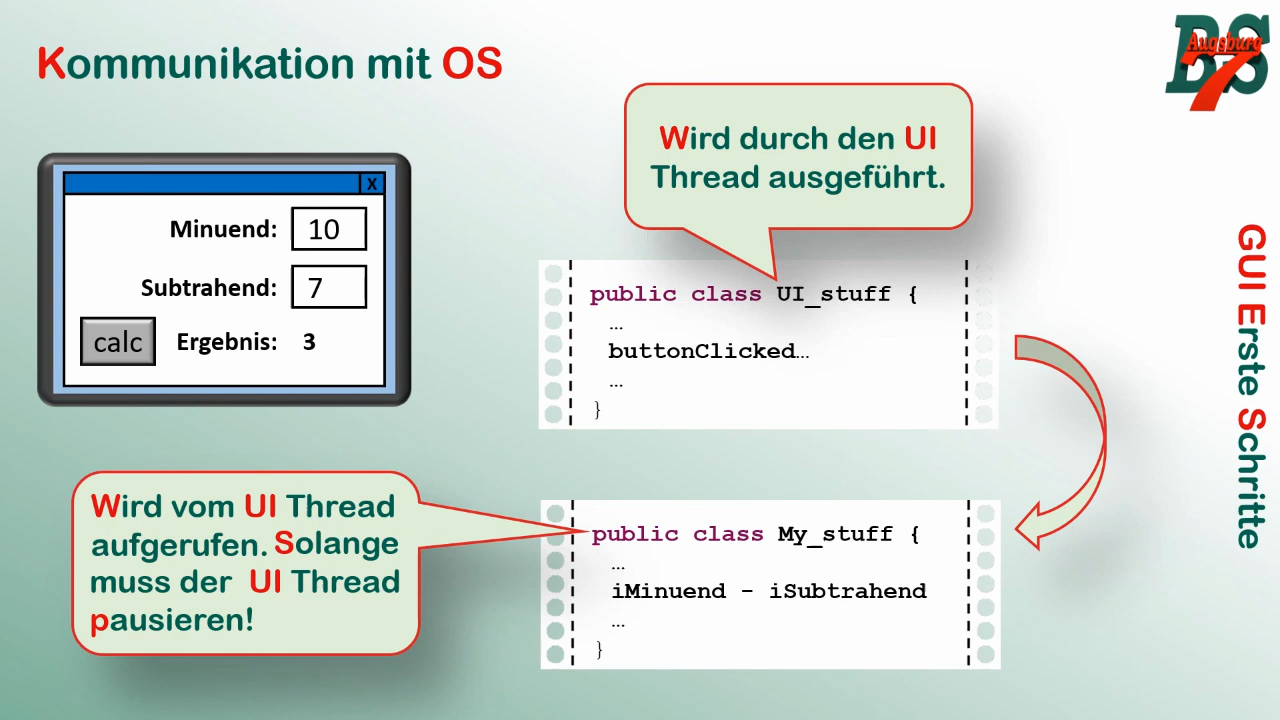 Kommunikation mit OS
BS
Augsburg
7
X
Minuend: 10
Subtrahend: 7
calc Ergebnis: 3
Wird durch den UI
Thread ausgeführt.
public class UI_stuff {
…
buttonClicked…
…
}
Wird vom UI Thread
aufgerufen. Solange
muss der UI Thread
pausieren!
public class My_stuff {
…
iMinuend - iSubtrahend
…
}
GUI Erste Schritte